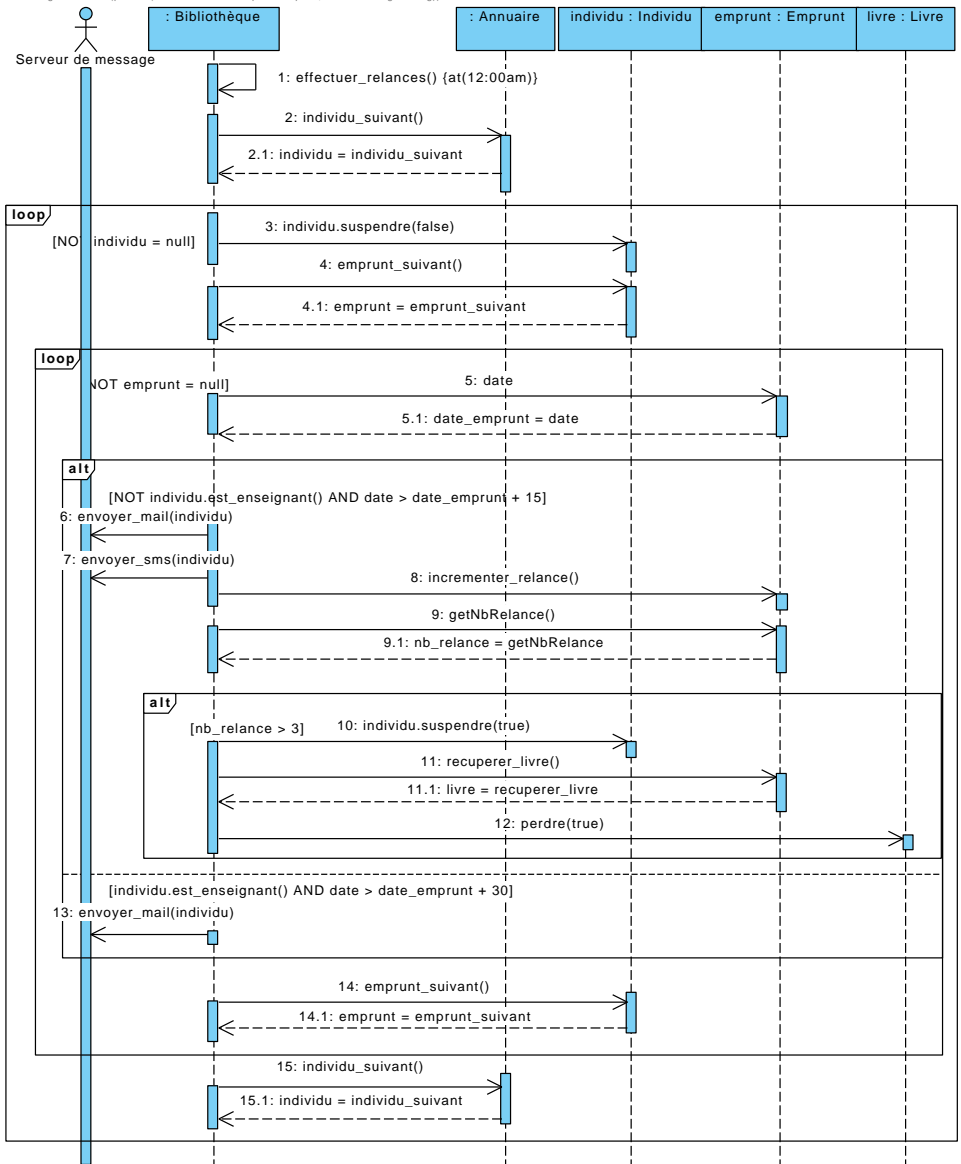 : Bibliothèque
: Annuaire
individu : Individu
emprunt : Emprunt
livre : Livre
Serveur de message
1: effectuer_relances() {at(12:00am)}
2: individu_suivant()
2.1: individu = individu_suivant
loop
3: individu.suspendre(false)
[NOT individu = null]
4: emprunt_suivant()
4.1: emprunt = emprunt_suivant
loop
NOT emprunt = null]
5: date
5.1: date_emprunt = date
alt
[NOT individu.est_enseignant() AND date > date_emprunt + 15]
6: envoyer_mail(individu)
7: envoyer_sms(individu)
8: incrementer_relance()
9: getNbRelance()
9.1: nb_relance = getNbRelance
alt
[nb_relance > 3]
10: individu.suspendre(true)
11: recuperer_livre()
11.1: livre = recuperer_livre
12: perdre(true)
[individu.est_enseignant() AND date > date_emprunt + 30]
13: envoyer_mail(individu)
14: emprunt_suivant()
14.1: emprunt = emprunt_suivant
15: individu_suivant()
15.1: individu = individu_suivant